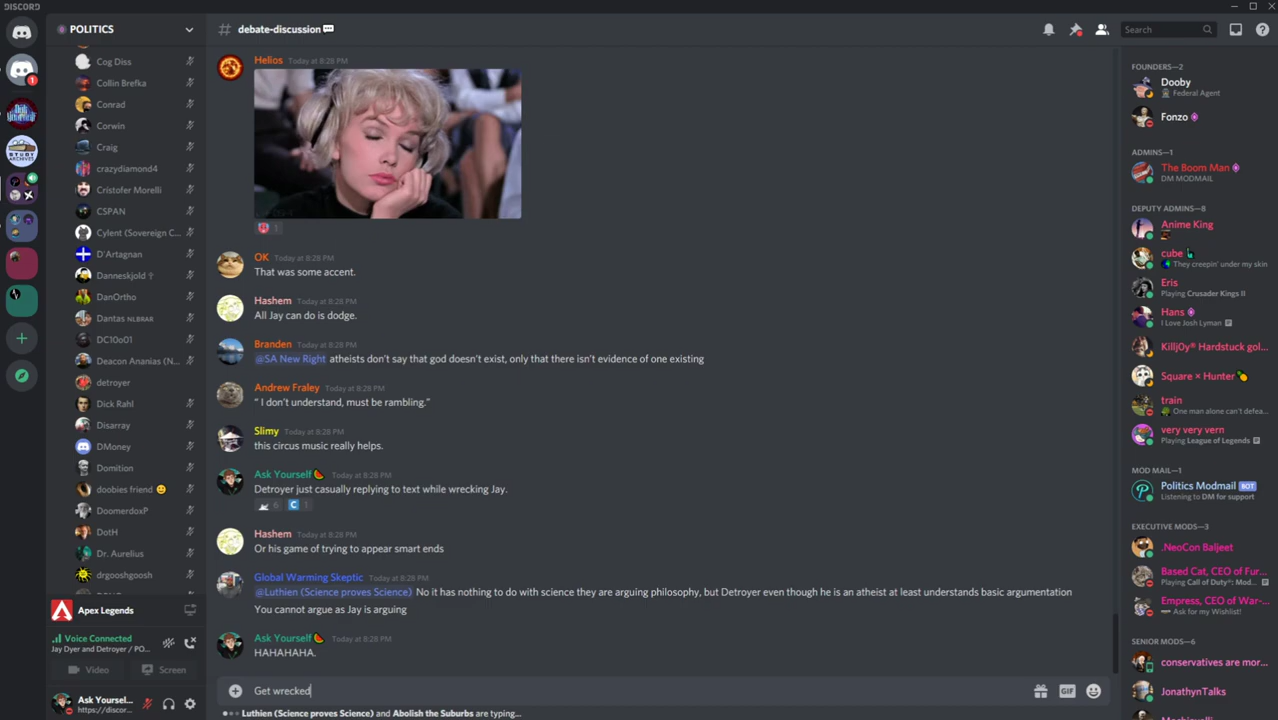 DISCORD
POLITICS
Cog Diss
Collin Brefka
Conrad
Corwin
Craig
crazydiamond4
Cristofer Morelli
CSPAN
Cylent (Sovereign C...
D'Artagnan
Danneskjold †
DanOrtho
Dantas NLBRAR
DC10o01
Deacon Ananias (N...
detroyer
Dick Rahl
Disarray
DMoney
Domition
doobies friend
DoomerdoxP
DotH
Dr. Aurelius
drgooshgoosh
Apex Legends
Voice Connected
Jay Dyer and Detroyer / PO...
Video
Screen
Ask Yoursel...
https://discor...
# debate-discussion
Search
Helios Today at 8:28 PM
1
OK Today at 8:28 PM
That was some accent.
Hashem Today at 8:28 PM
All Jay can do is dodge.
Branden Today at 8:28 PM
@SA New Right atheists don't say that god doesn't exist, only that there isn't evidence of one existing
Andrew Fraley Today at 8:28 PM
“ I don't understand, must be rambling.”
Slimy Today at 8:28 PM
this circus music really helps.
Ask Yourself Today at 8:28 PM
Detroyer just casually replying to text while wrecking Jay.
6 C 1
Hashem Today at 8:28 PM
Or his game of trying to appear smart ends
Global Warming Skeptic Today at 8:28 PM
@Luthien (Science proves Science) No it has nothing to do with science they are arguing philosophy, but Detroyer even though he is an atheist at least understands basic argumentation
You cannot argue as Jay is arguing
Ask Yourself Today at 8:28 PM
HAHAHAHA.
Get wrecked
GIF
Luthien (Science proves Science) and Abolish the Suburbs are typing...
FOUNDERS—2
Dooby
Federal Agent
Fonzo
ADMINS—1
The Boom Man
DM MODMAIL
DEPUTY ADMINS—8
Anime King
cube
They creepin' under my skin
Eris
Playing Crusader Kings II
Hans
I Love Josh Lyman
Killj0y® Hardstuck gol...
Square × Hunter
train
One man alone can't defea...
very very vern
Playing League of Legends
MOD MAIL—1
Politics Modmail BOT
Listening to DM for support
EXECUTIVE MODS—3
.NeoCon Baljeet
Based Cat, CEO of Fur...
Playing Call of Duty®: Mod...
Empress, CEO of War-...
Ask for my Wishlist!
SENIOR MODS—6
conservatives are mor...
JonathynTalks